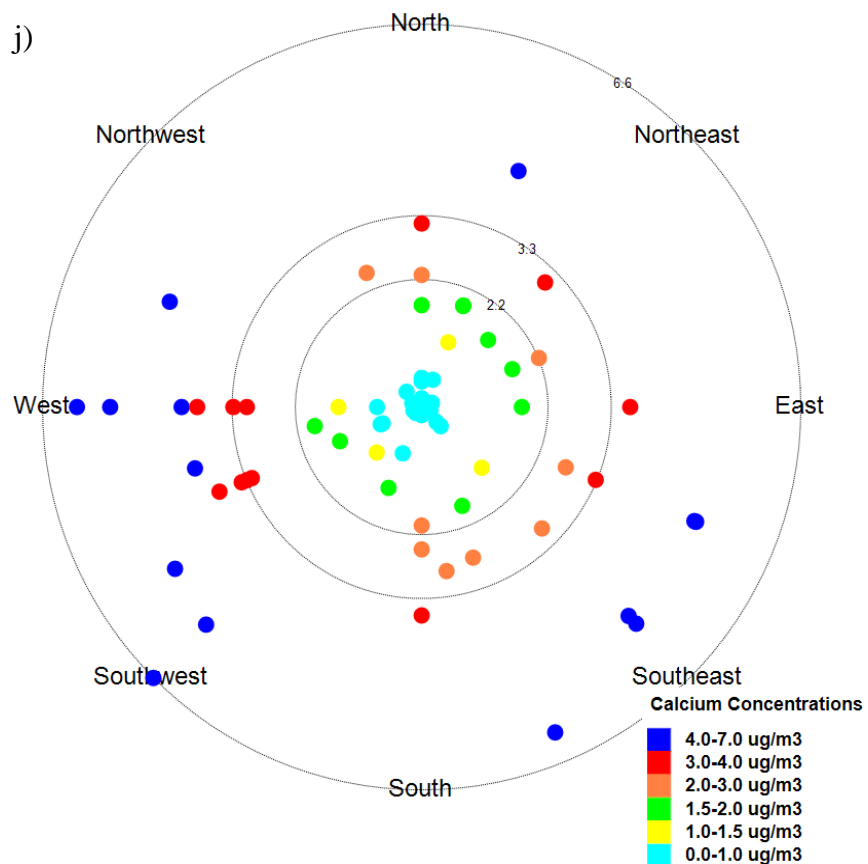 j)
North
6.6
Northwest
Northeast
3.3
2.2
West
East
Southwest
Southeast
South
Calcium Concentrations
4.0-7.0 ug/m3
3.0-4.0 ug/m3
2.0-3.0 ug/m3
1.5-2.0 ug/m3
1.0-1.5 ug/m3
0.0-1.0 ug/m3